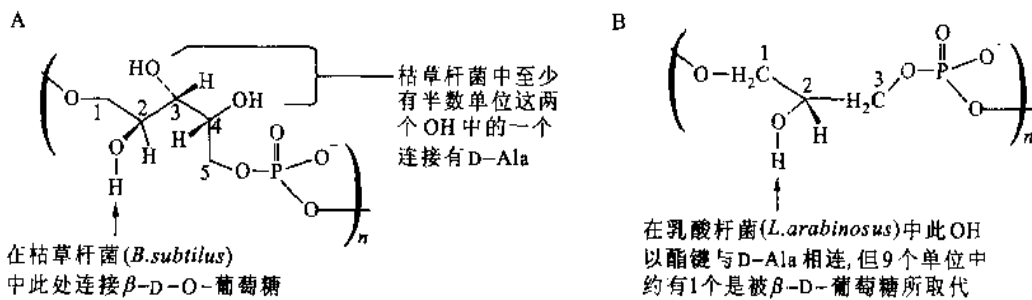 A
HO
H
O
1
2
3
OH
4
H
O
H
H
5
O
P
O
O⁻
O
n
枯草杆菌中至少
有半数单位这两
个OH中的一个
连接有D-Ala
在枯草杆菌(B.subtilus)
中此处连接β-D-O-葡萄糖
B
O
H₂C
1
2
O
H
H
H₂C
3
O
P
O
O⁻
O
n
在乳酸杆菌(L.arabinosus)中此OH
以酯键与D-Ala相连,但9个单位中
约有1个是被β-D-葡萄糖所取代